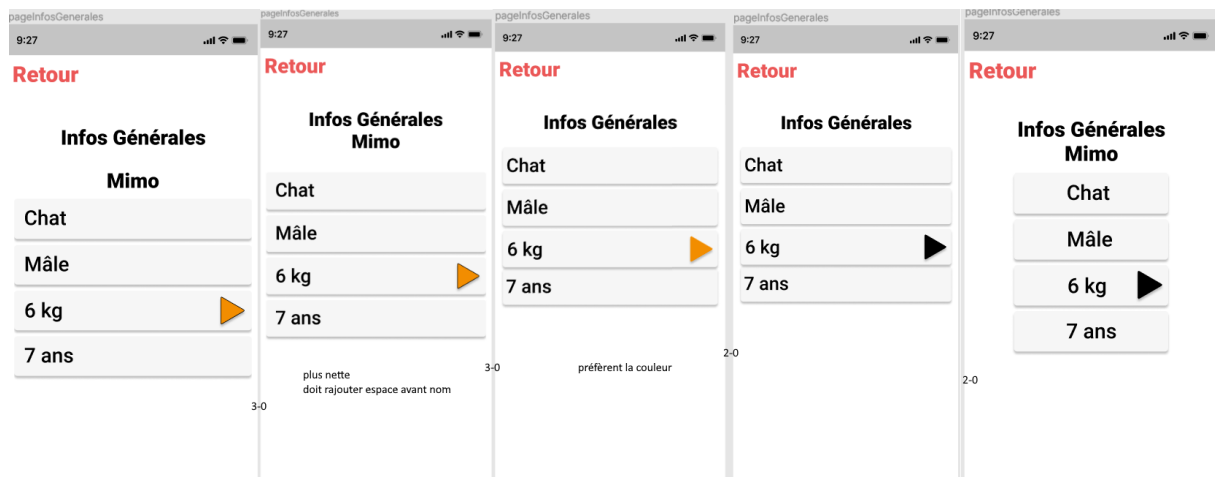 pageInfosGenerales
9:27
Retour
Infos Générales
Mimo
Chat
Mâle
6 kg
7 ans
3-0
pageInfosGenerales
9:27
Retour
Infos Générales
Mimo
Chat
Mâle
6 kg
7 ans
plus nette
doit rajouter espace avant nom
3-0
pageInfosGenerales
9:27
Retour
Infos Générales
Chat
Mâle
6 kg
7 ans
préfèrent la couleur
2-0
pageInfosGenerales
9:27
Retour
Infos Générales
Chat
Mâle
6 kg
7 ans
2-0
pageInfosGenerales
9:27
Retour
Infos Générales
Mimo
Chat
Mâle
6 kg
7 ans